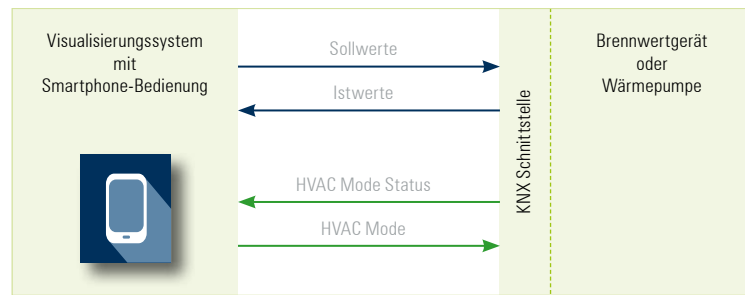 Visualisierungssystem
mit
Smartphone-Bedienung
Sollwerte
Istwerte
HVAC Mode Status
HVAC Mode
KNX Schnittstelle
Brennwertgerät
oder
Wärmepumpe